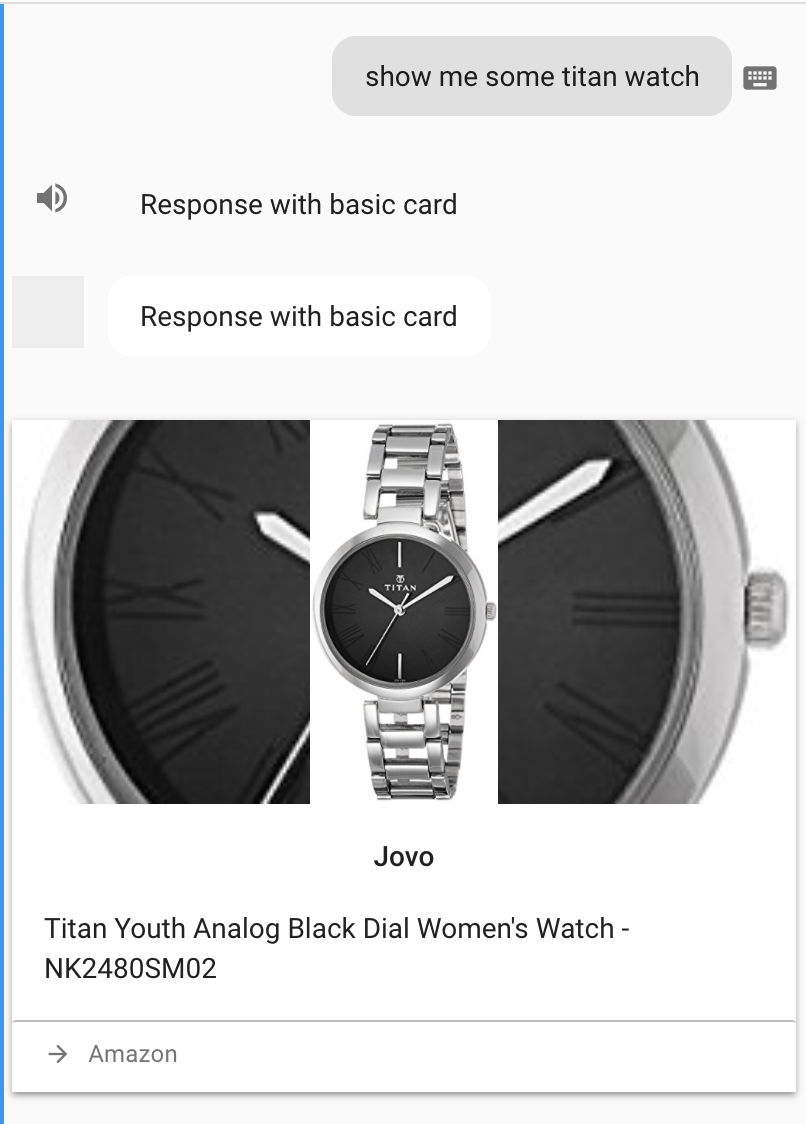 show me some titan watch
Response with basic card
Response with basic card
TITAN
Jovo
Titan Youth Analog Black Dial Women's Watch -
NK2480SM02
Amazon